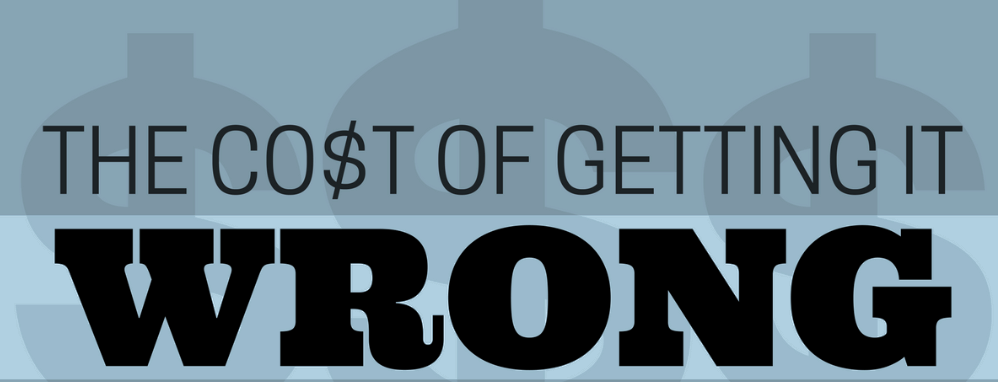 THE CO$T OF GETTING IT
WRONG